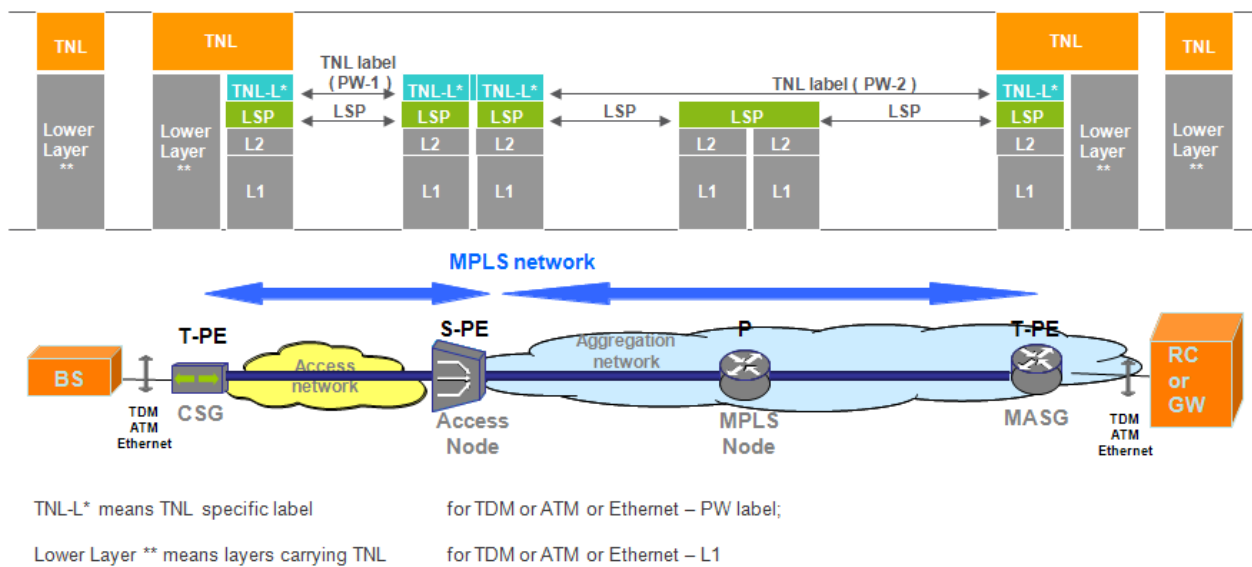 TNL
TNL
TNL
TNL
TNL label
( PW-1 )
TNL label ( PW-2 )
TNL-L*
TNL-L*
TNL-L*
TNL-L*
LSP
LSP
LSP
LSP
LSP
LSP
LSP
LSP
Lower
Layer
**
Lower
Layer
**
L2
L2
L2
L2
L2
L2
Lower
Layer
**
Lower
Layer
**
L1
L1
L1
L1
L1
L1
MPLS network
T-PE
S-PE
P
T-PE
Aggregation
network
BS
Access
network
RC
or
GW
TDM
ATM
Ethernet
CSG
Access
Node
MPLS
Node
MASG
TDM
ATM
Ethernet
TNL-L* means TNL specific label for TDM or ATM or Ethernet – PW label;
Lower Layer ** means layers carrying TNL for TDM or ATM or Ethernet – L1